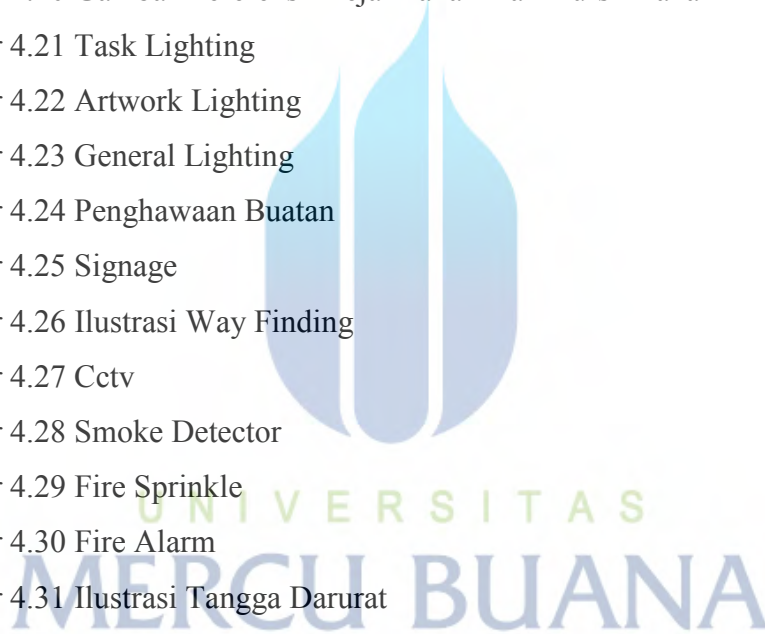 4.21 Task Lighting
4.22 Artwork Lighting
4.23 General Lighting
4.24 Penghawaan Buatan
4.25 Signage
4.26 Ilustrasi Way Finding
4.27 Cctv
4.28 Smoke Detector
4.29 Fire Sprinkle
UNIVERSITAS
4.30 Fire Alarm
MERCU BUANA
4.31 Ilustrasi Tangga Darurat